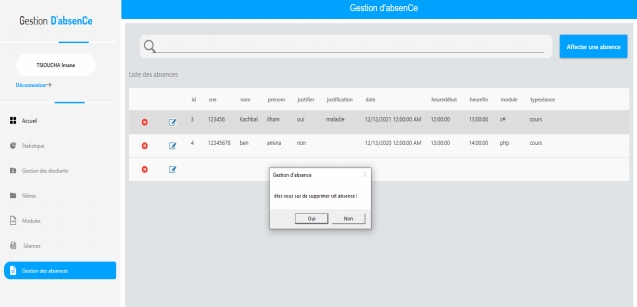 Gestion d'absenCe
Gestion D'absenCe
TSIOUCHA Imane
Déconnexion→
Accueil
Statistique
Gestion des étudiants
filières
Modules
Séances
Gestion des absences
Affecter une absence
Liste des absences
id cne nom prénom justifier justification date heuredébut heurefin module typeséance
3 123456 Kachbal ilham oui maladie 12/12/2021 12:00:00 AM 12:00:00 13:00:00 c# cours
4 12345678 ben amina non 12/13/2020 12:00:00 AM 13:00:00 14:00:00 php cours
Gestion d'absence
étes vous sur de supprimer cet absence !
Oui Non